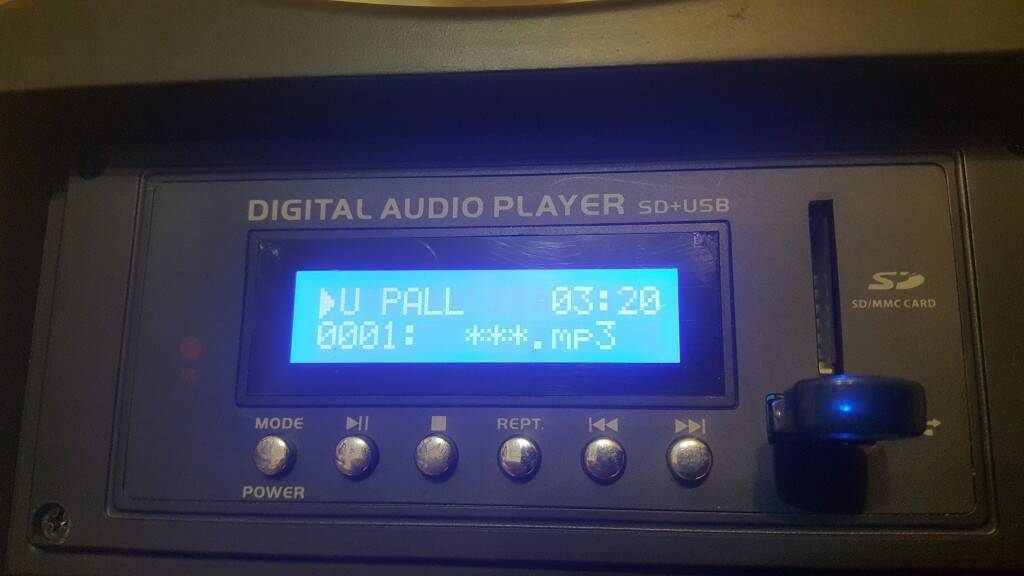 DIGITAL AUDIO PLAYER SD+USB
U PALL 03:20
0001: ***.mp3
SD
SD/MMC CARD
MODE
REPT.
POWER